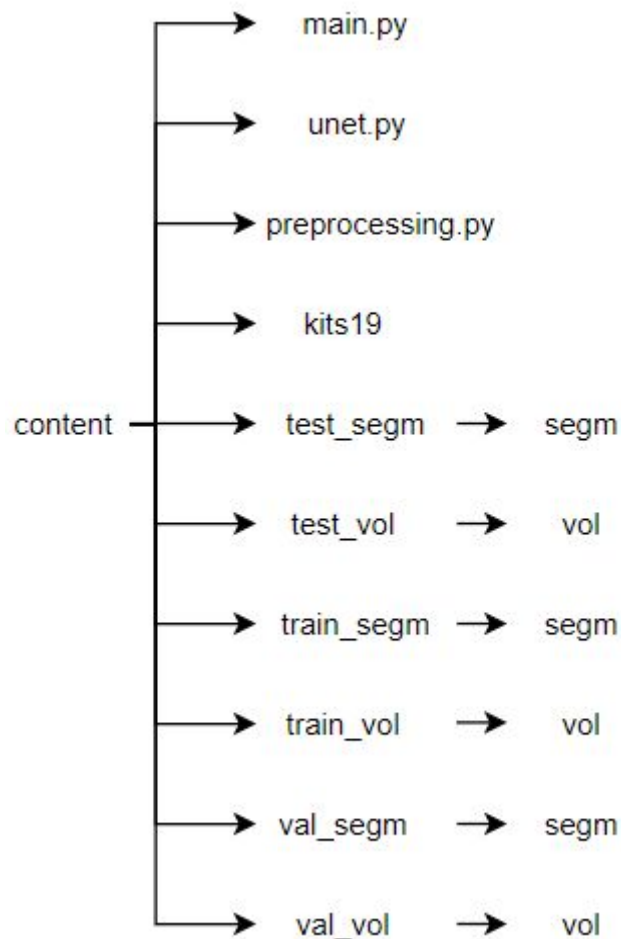 main.py
unet.py
preprocessing.py
kits19
content test_segm segm
test_vol vol
train_segm segm
train_vol vol
val_segm segm
val_vol vol